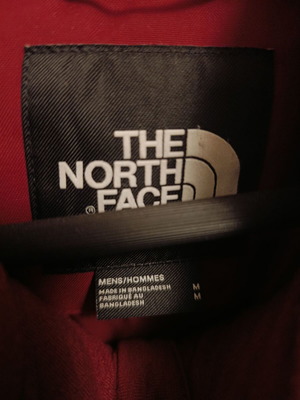 THE
NORTH
FACE
®
MENS/HOMMES
MADE IN BANGLADESH M
FABRIQUÉ AU M
BANGLADESH